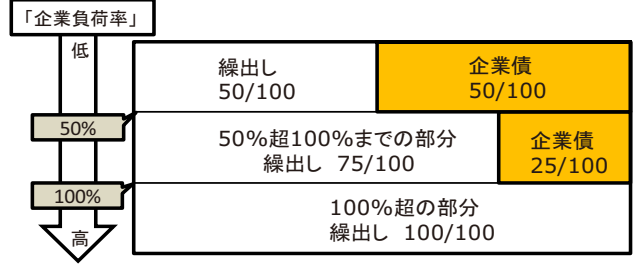 「企業負荷率」
低
繰出し
50/100
企業債
50/100
50%
50%超100%までの部分
繰出し 75/100
企業債
25/100
100%
100%超の部分
繰出し 100/100
高